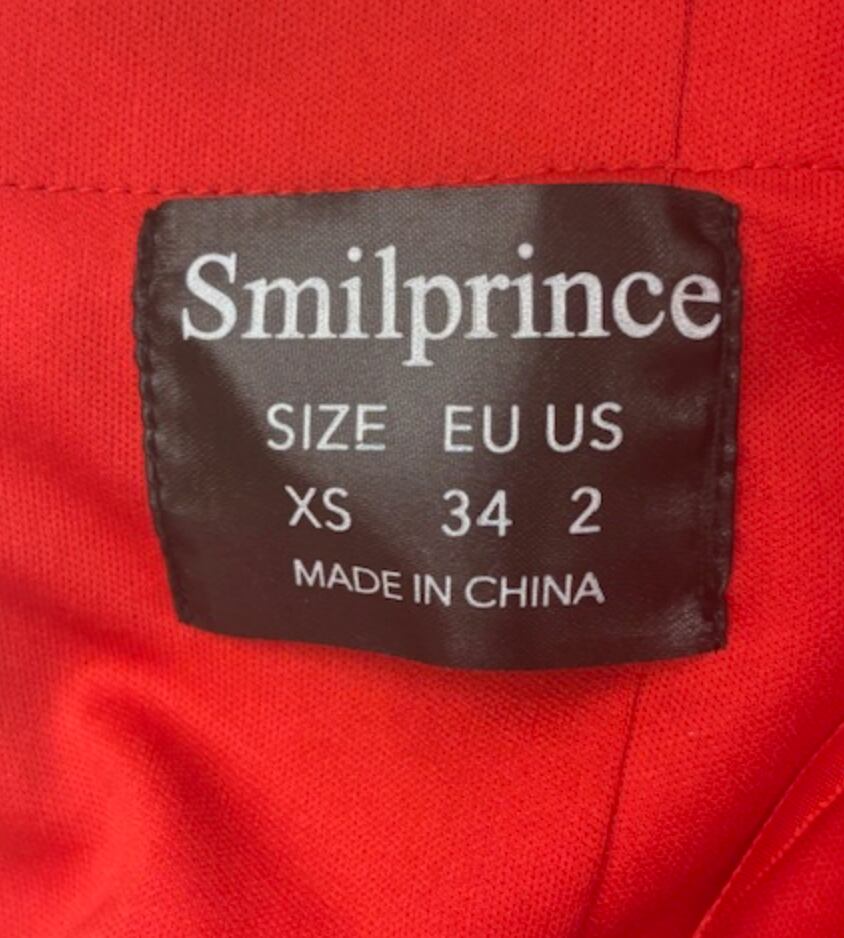 Smilprince
SIZE EU US
XS 34 2
MADE IN CHINA